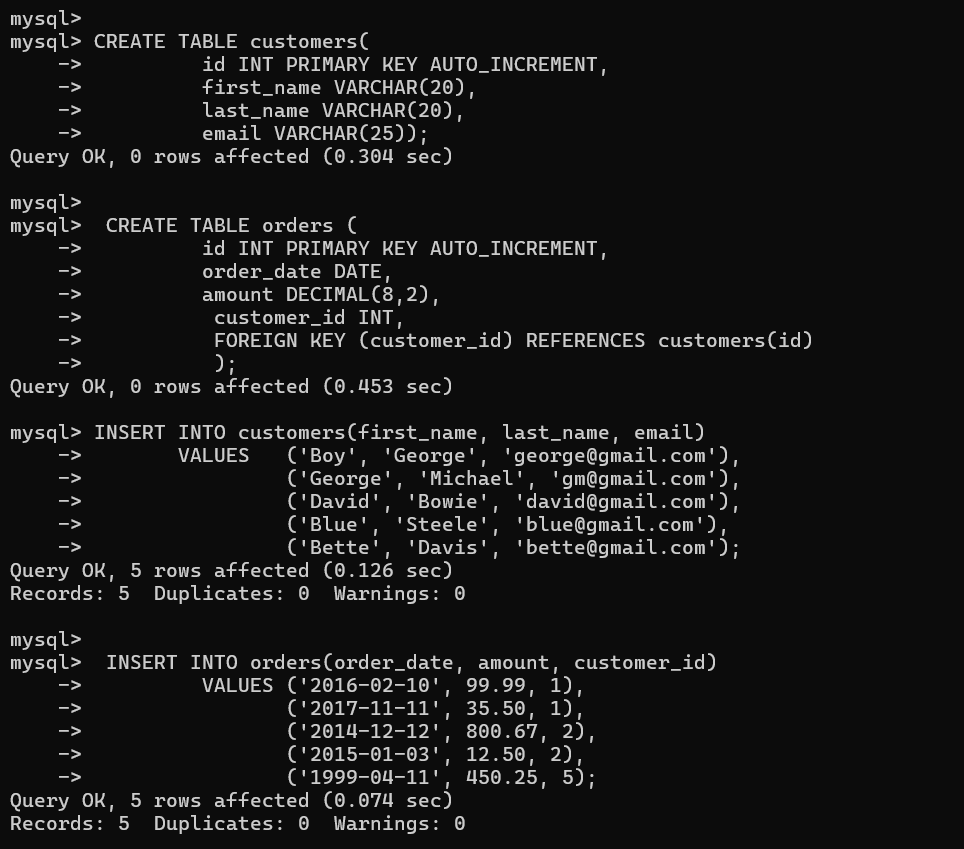 mysql>
mysql> CREATE TABLE customers(
    ->          id INT PRIMARY KEY AUTO_INCREMENT,
    ->          first_name VARCHAR(20),
    ->          last_name VARCHAR(20),
    ->          email VARCHAR(25));
Query OK, 0 rows affected (0.304 sec)

mysql>
mysql>  CREATE TABLE orders (
    ->          id INT PRIMARY KEY AUTO_INCREMENT,
    ->          order_date DATE,
    ->          amount DECIMAL(8,2),
    ->           customer_id INT,
    ->           FOREIGN KEY (customer_id) REFERENCES customers(id)
    ->           );
Query OK, 0 rows affected (0.453 sec)

mysql> INSERT INTO customers(first_name, last_name, email)
    ->        VALUES   ('Boy', 'George', 'george@gmail.com'),
    ->                 ('George', 'Michael', 'gm@gmail.com'),
    ->                 ('David', 'Bowie', 'david@gmail.com'),
    ->                 ('Blue', 'Steele', 'blue@gmail.com'),
    ->                 ('Bette', 'Davis', 'bette@gmail.com');
Query OK, 5 rows affected (0.126 sec)
Records: 5  Duplicates: 0  Warnings: 0

mysql>
mysql>  INSERT INTO orders(order_date, amount, customer_id)
    ->          VALUES ('2016-02-10', 99.99, 1),
    ->                 ('2017-11-11', 35.50, 1),
    ->                 ('2014-12-12', 800.67, 2),
    ->                 ('2015-01-03', 12.50, 2),
    ->                 ('1999-04-11', 450.25, 5);
Query OK, 5 rows affected (0.074 sec)
Records: 5  Duplicates: 0  Warnings: 0